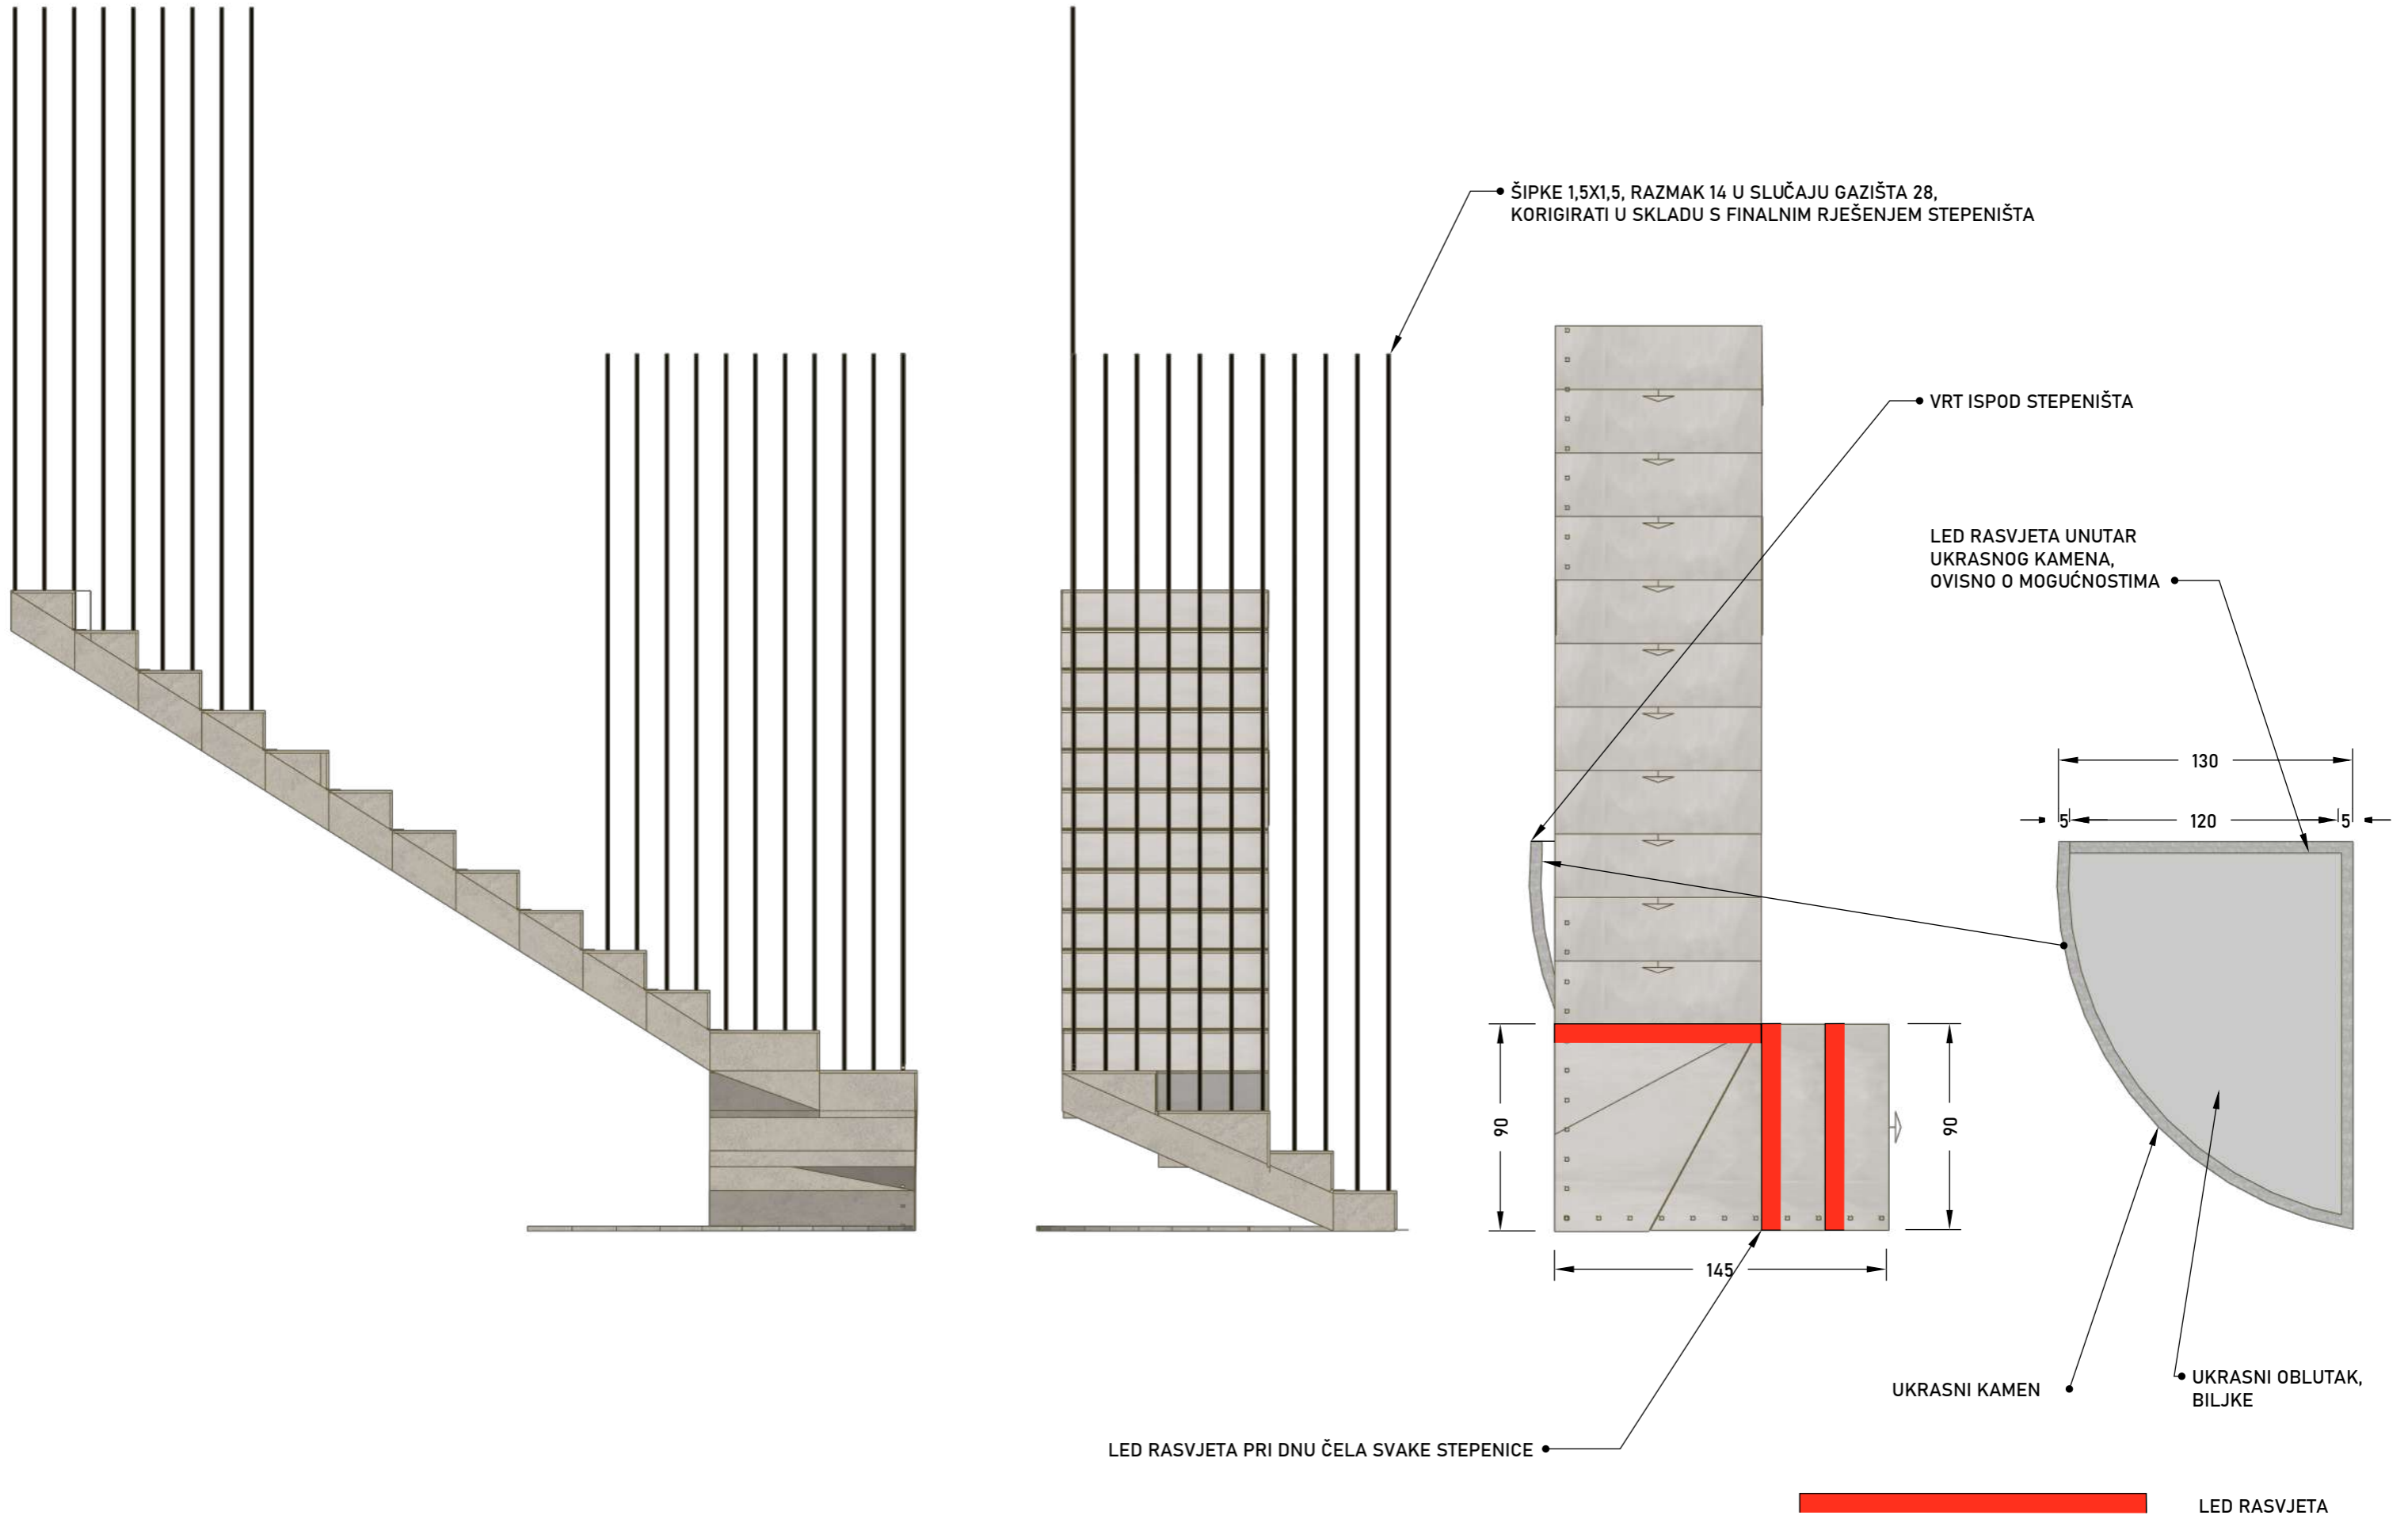 ŠIPKE 1,5X1,5, RAZMAK 14 U SLUČAJU GAZIŠTA 28,
KORIGIRATI U SKLADU S FINALNIM RJEŠENJEM STEPENIŠTA
VRT ISPOD STEPENIŠTA
LED RASVJETA UNUTAR
UKRASNOG KAMENA,
OVISNO O MOGUĆNOSTIMA
130
5 120 5
90
90
145
UKRASNI KAMEN
UKRASNI OBLUTAK,
BILJKE
LED RASVJETA PRI DNU ČELA SVAKE STEPENICE
LED RASVJETA